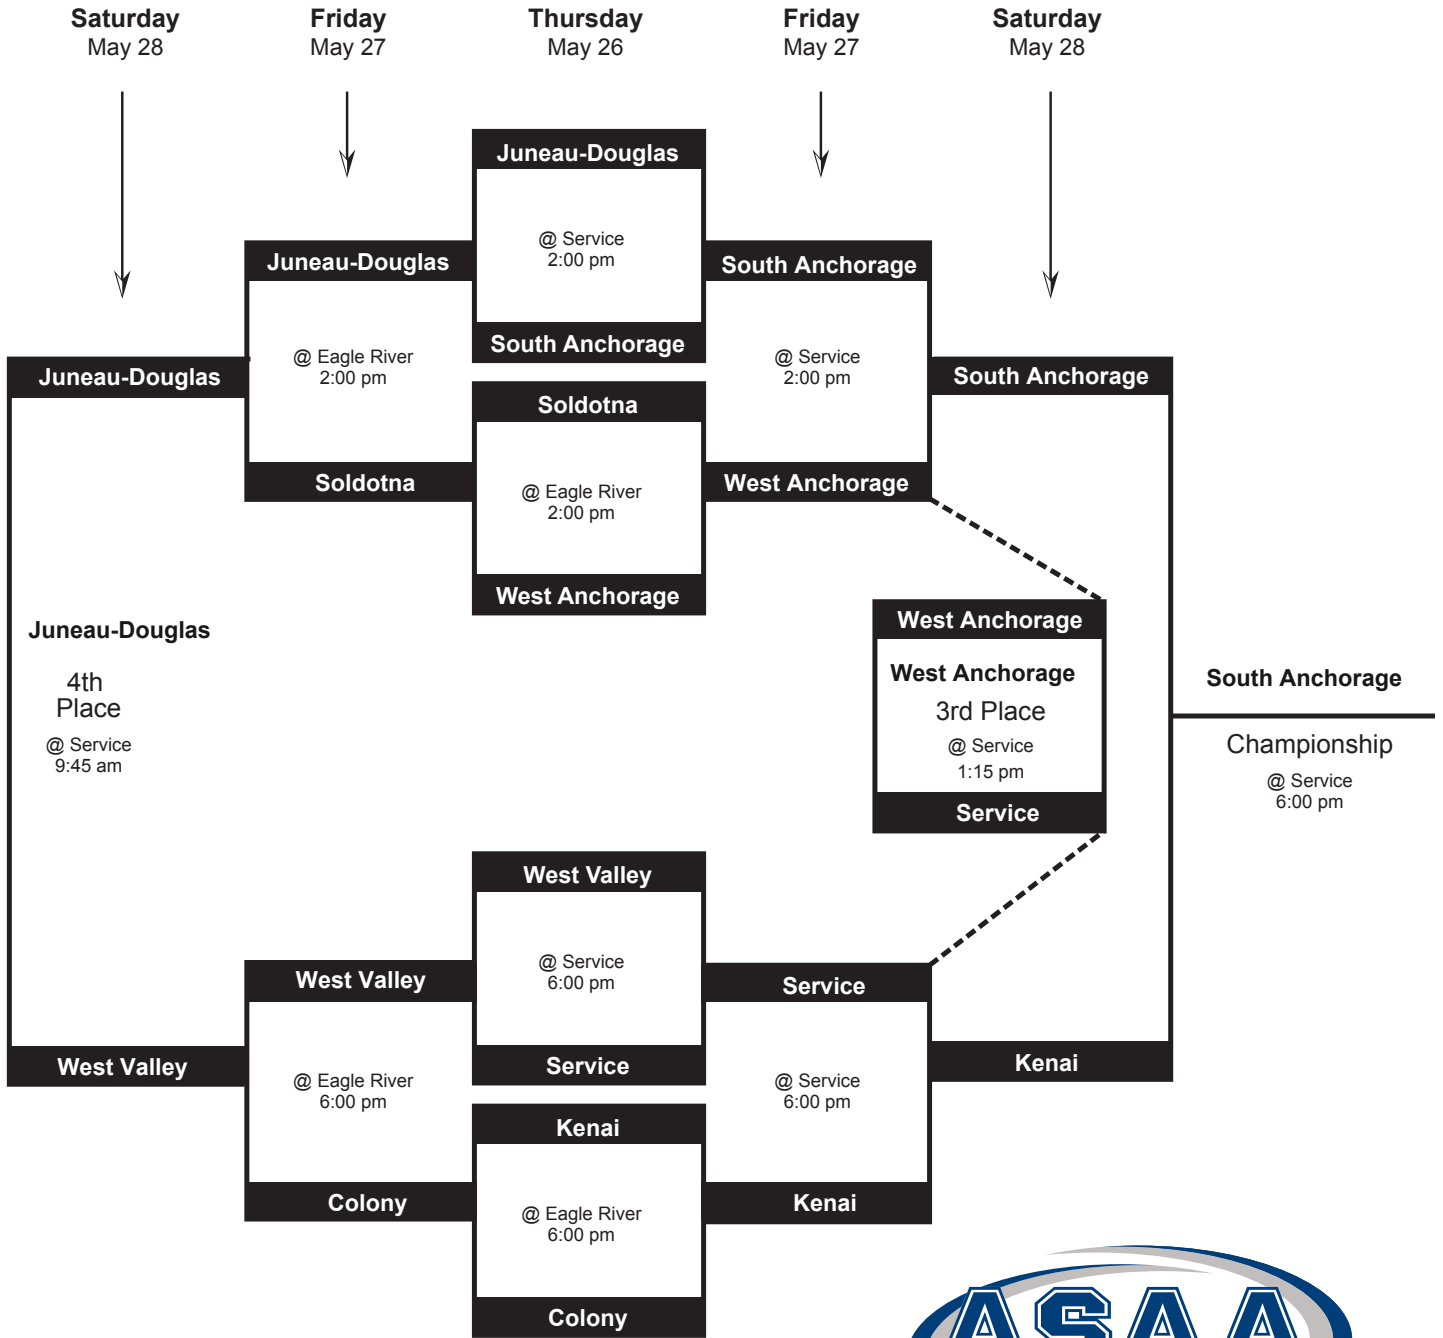 Saturday
May 28
Friday
May 27
Thursday
May 26
Friday
May 27
Saturday
May 28
Juneau-Douglas
@ Service
2:00 pm
South Anchorage
Juneau-Douglas
@ Eagle River
2:00 pm
Soldotna
South Anchorage
@ Service
2:00 pm
West Anchorage
Juneau-Douglas
South Anchorage
Soldotna
@ Eagle River
2:00 pm
West Anchorage
Juneau-Douglas
4th
Place
@ Service
9:45 am
West Anchorage
West Anchorage
3rd Place
@ Service
1:15 pm
Service
South Anchorage
Championship
@ Service
6:00 pm
West Valley
@ Service
6:00 pm
Service
West Valley
@ Eagle River
6:00 pm
Colony
Service
@ Service
6:00 pm
Kenai
West Valley
Kenai
Kenai
@ Eagle River
6:00 pm
Colony
ASAA